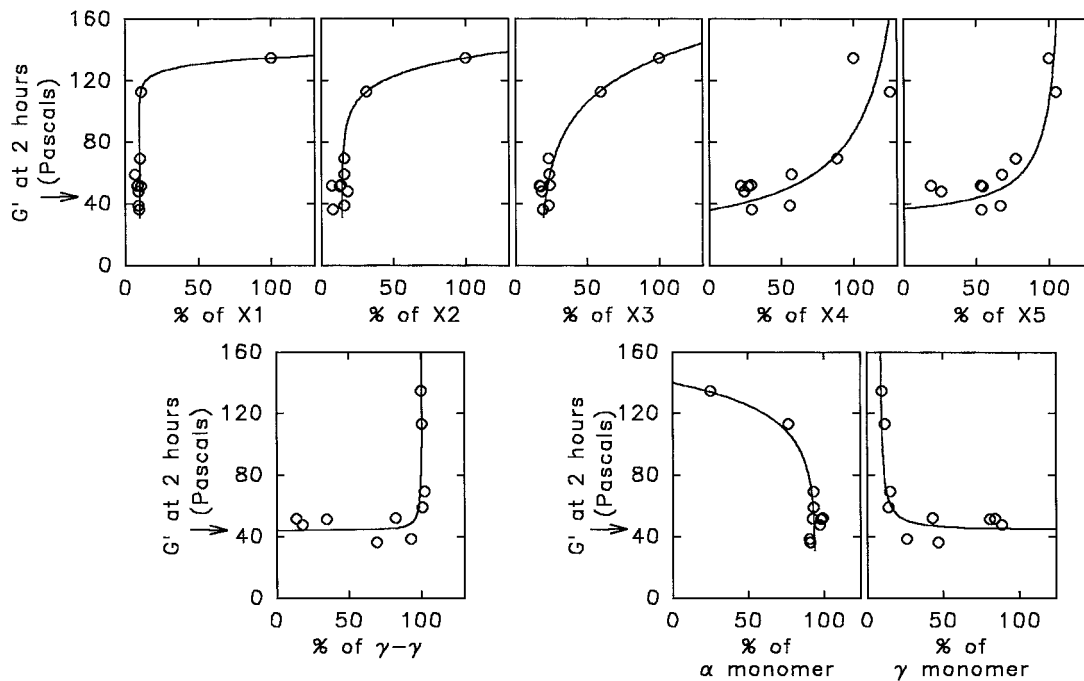 G' at 2 hours
(Pascals)
160
120
80
40
0
0 50 100
% of X1
0 50 100
% of X2
0 50 100
% of X3
0 50 100
% of X4
0 50 100
% of X5
G' at 2 hours
(Pascals)
160
120
80
40
0
0 50 100
% of γ-γ
G' at 2 hours
(Pascals)
160
120
80
40
0
0 50 100
% of
α monomer
0 50 100
% of
γ monomer